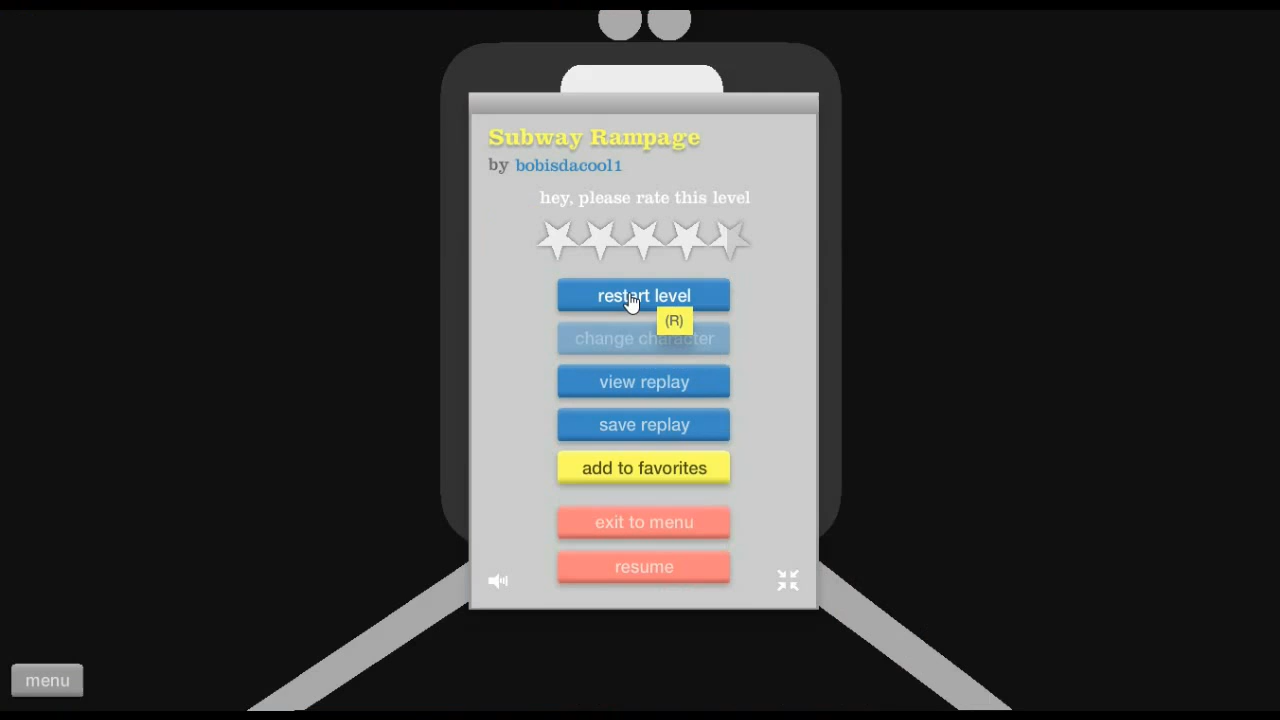 Subway Rampage
by bobisdacool1
hey, please rate this level
restart level
(R)
change character
view replay
save replay
add to favorites
exit to menu
resume
menu